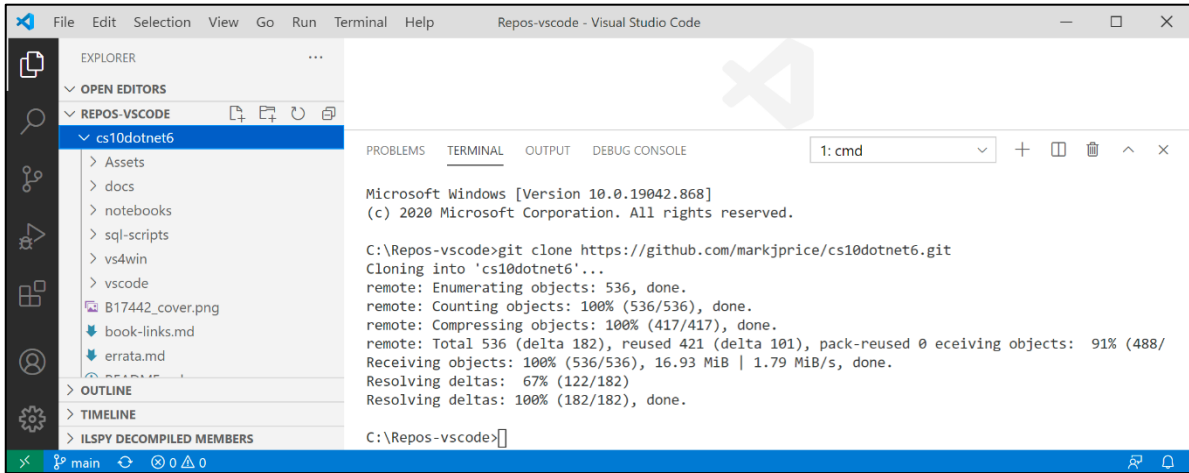 File Edit Selection View Go Run Terminal Help Repos-vscode - Visual Studio Code
EXPLORER
OPEN EDITORS
REPOS-VSCODE
cs10dotnet6
Assets
docs
notebooks
sql-scripts
vs4win
vscode
B17442_cover.png
book-links.md
errata.md
OUTLINE
TIMELINE
ILSPY DECOMPILED MEMBERS
PROBLEMS TERMINAL OUTPUT DEBUG CONSOLE 1: cmd
Microsoft Windows [Version 10.0.19042.868]
(c) 2020 Microsoft Corporation. All rights reserved.
C:\Repos-vscode>git clone https://github.com/markjprice/cs10dotnet6.git
Cloning into 'cs10dotnet6'...
remote: Enumerating objects: 536, done.
remote: Counting objects: 100% (536/536), done.
remote: Compressing objects: 100% (417/417), done.
remote: Total 536 (delta 182), reused 421 (delta 101), pack-reused 0 eceiving objects:  91% (488/
Receiving objects: 100% (536/536), 16.93 MiB | 1.79 MiB/s, done.
Resolving deltas:  67% (122/182)
Resolving deltas: 100% (182/182), done.
C:\Repos-vscode>
main 0 0